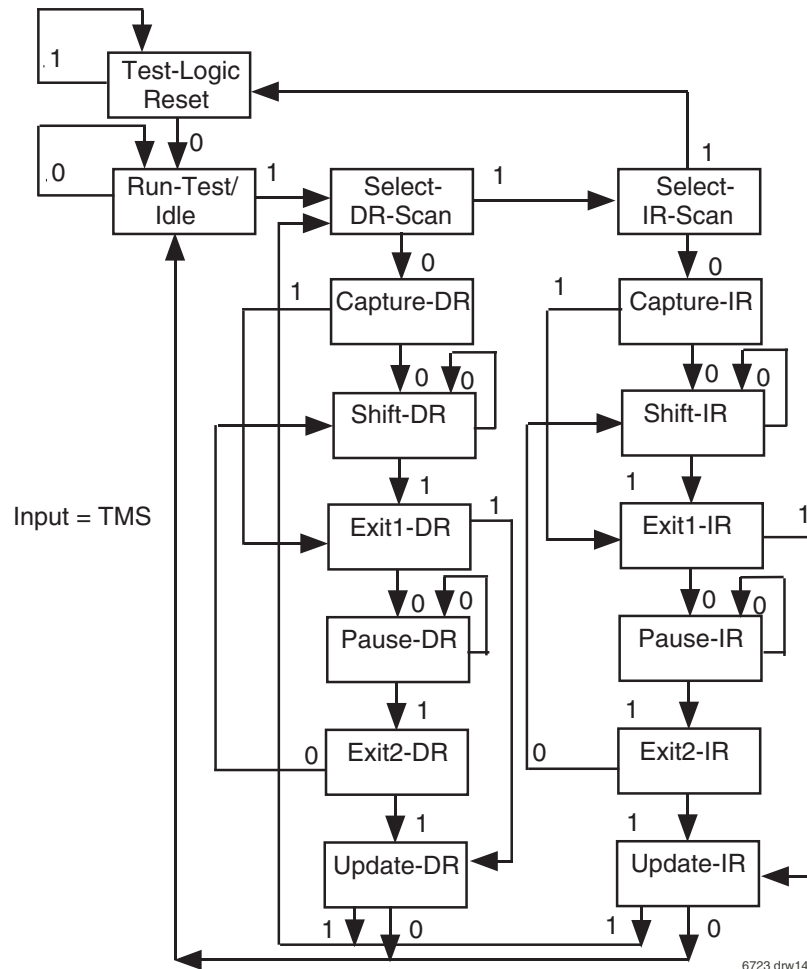 1
Test-Logic
Reset
0
1
0
Run-Test/
Idle
1
Select-
DR-Scan
1
Select-
IR-Scan
0
0
1
Capture-DR
1
Capture-IR
0
0
0
0
Shift-DR
Shift-IR
1
1
Input = TMS
Exit1-DR
1
Exit1-IR
1
0
0
0
0
Pause-DR
Pause-IR
1
1
0
Exit2-DR
0
Exit2-IR
1
1
Update-DR
Update-IR
1
0
1
0
6723 drw14